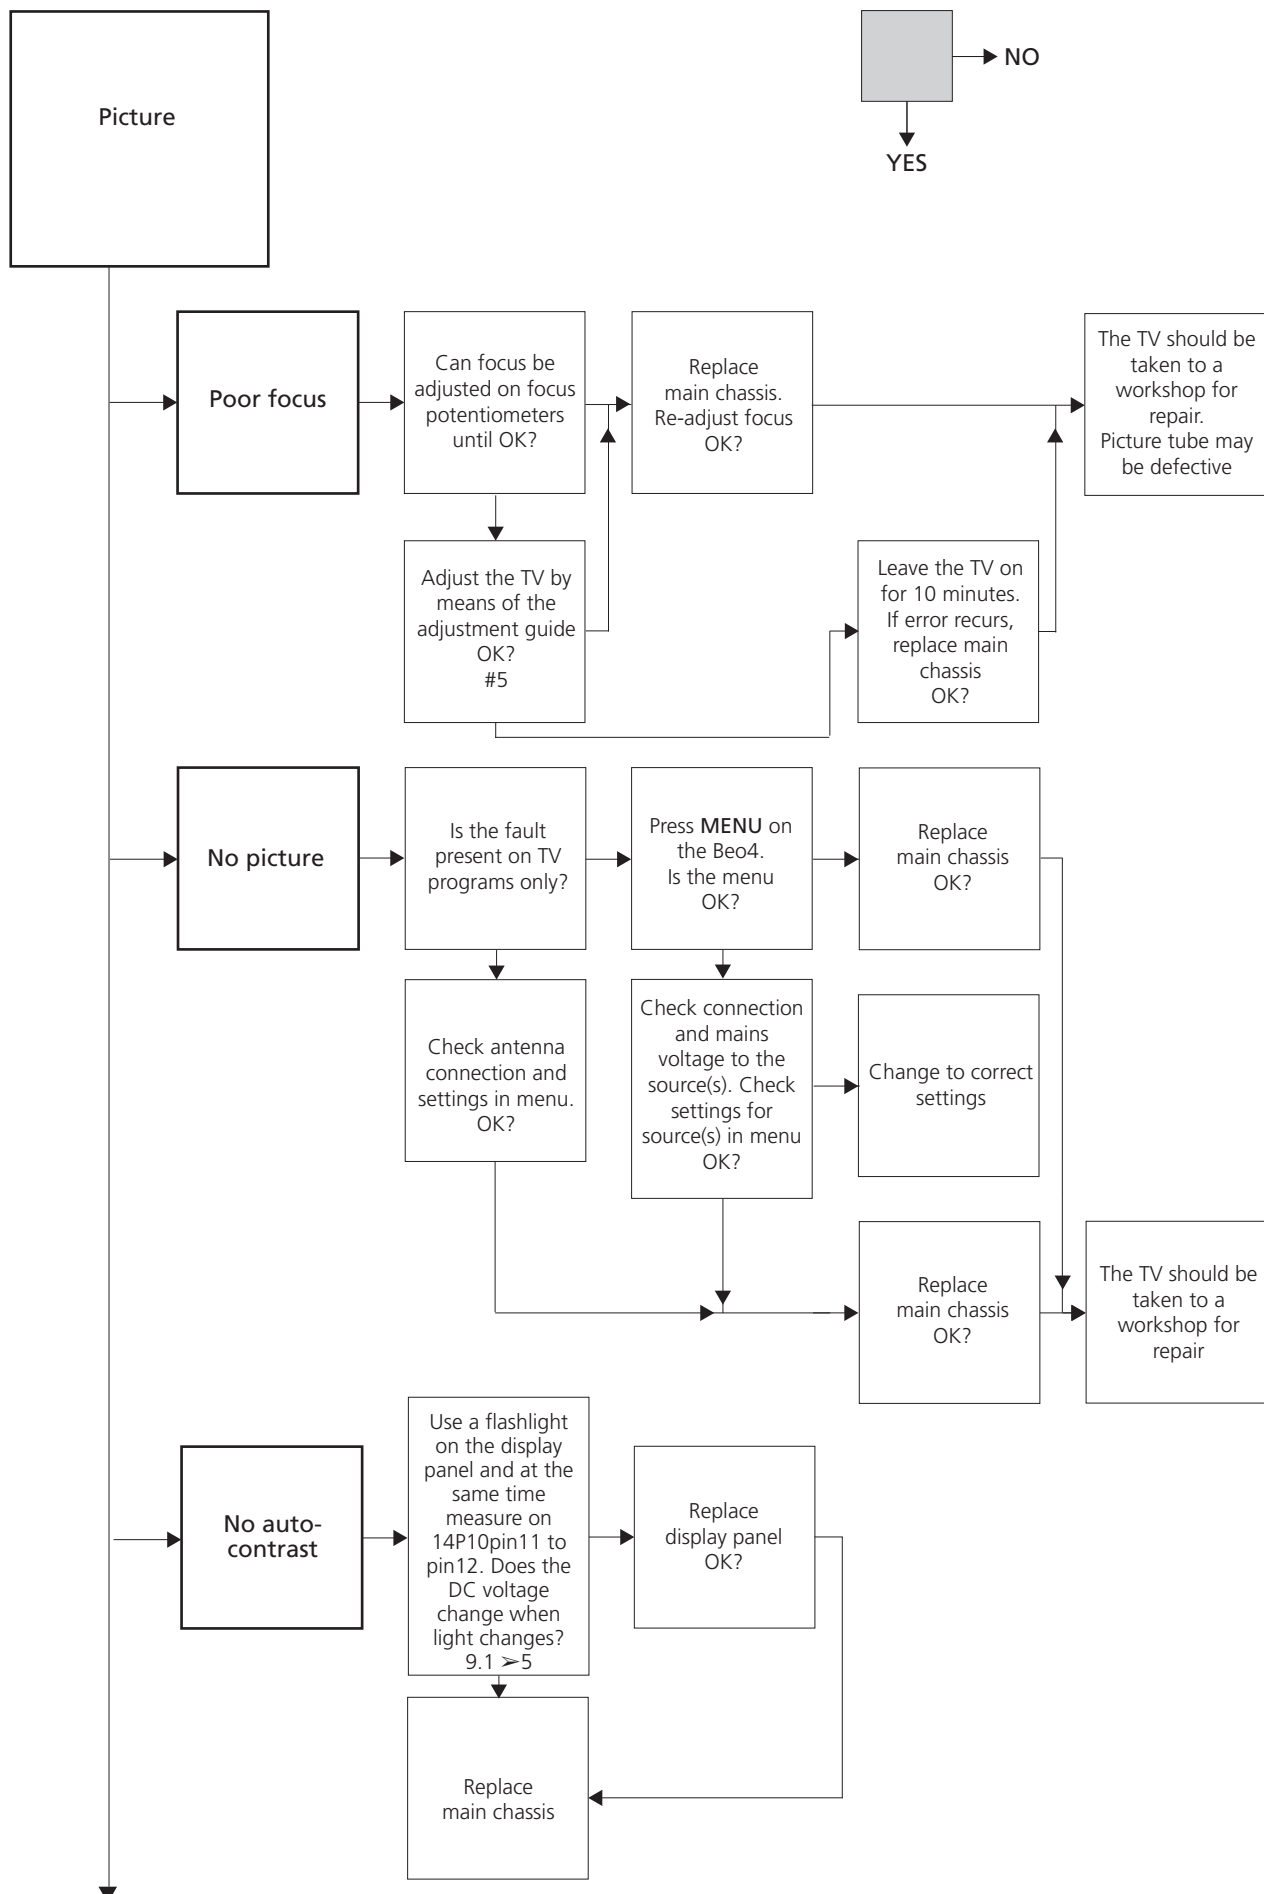 Picture
NO
YES
Poor focus
Can focus be
adjusted on focus
potentiometers
until OK?
Replace
main chassis.
Re-adjust focus
OK?
The TV should be
taken to a
workshop for
repair.
Picture tube may
be defective
Adjust the TV by
means of the
adjustment guide
OK?
#5
Leave the TV on
for 10 minutes.
If error recurs,
replace main
chassis
OK?
No picture
Is the fault
present on TV
programs only?
Press MENU on
the Beo4.
Is the menu
OK?
Replace
main chassis
OK?
Check antenna
connection and
settings in menu.
OK?
Check connection
and mains
voltage to the
source(s). Check
settings for
source(s) in menu
OK?
Change to correct
settings
Replace
main chassis
OK?
The TV should be
taken to a
workshop for
repair
No auto-
contrast
Use a flashlight
on the display
panel and at the
same time
measure on
14P10pin11 to
pin12. Does the
DC voltage
change when
light changes?
9.1 ➢5
Replace
display panel
OK?
Replace
main chassis